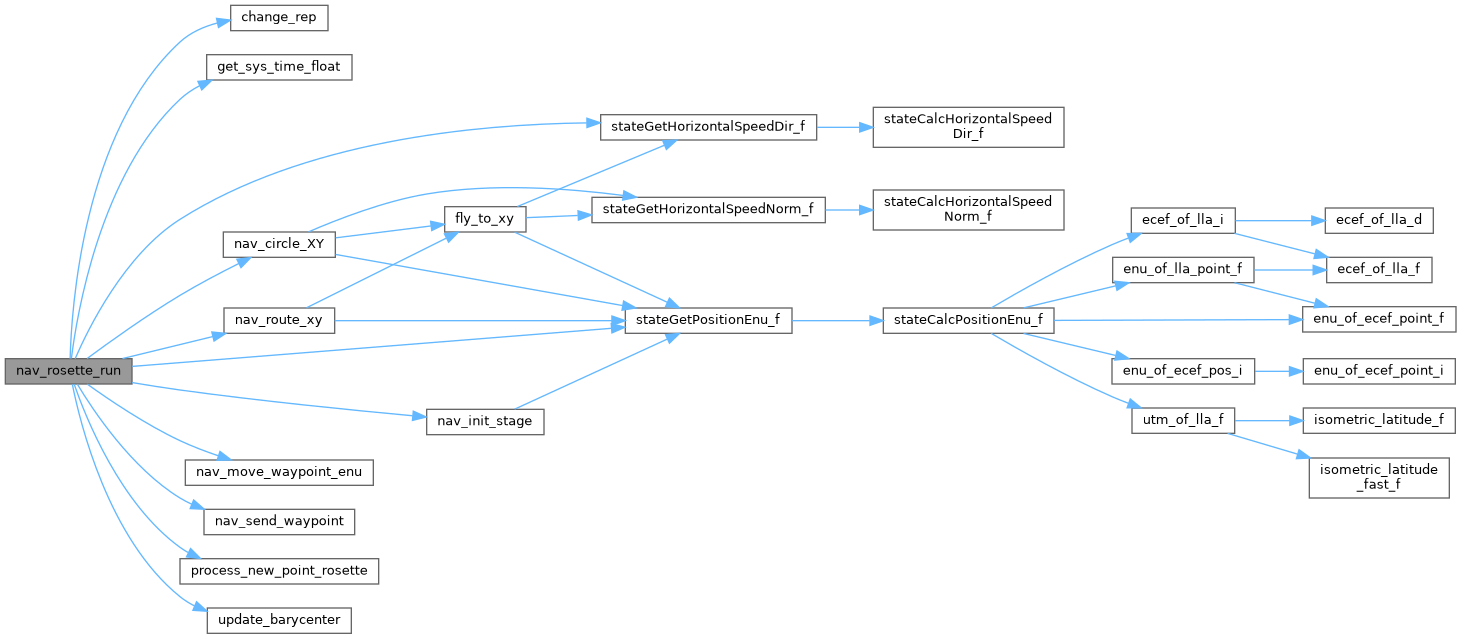 change_rep
get_sys_time_float
stateGetHorizontalSpeedDir_f
stateCalcHorizontalSpeed
Dir_f
stateGetHorizontalSpeedNorm_f
stateCalcHorizontalSpeed
Norm_f
fly_to_xy
nav_circle_XY
nav_route_xy
nav_rosette_run
stateGetPositionEnu_f
stateCalcPositionEnu_f
nav_init_stage
ecef_of_lla_i
ecef_of_lla_d
enu_of_lla_point_f
ecef_of_lla_f
enu_of_ecef_point_f
enu_of_ecef_pos_i
enu_of_ecef_point_i
utm_of_lla_f
isometric_latitude_f
isometric_latitude
_fast_f
nav_move_waypoint_enu
nav_send_waypoint
process_new_point_rosette
update_barycenter